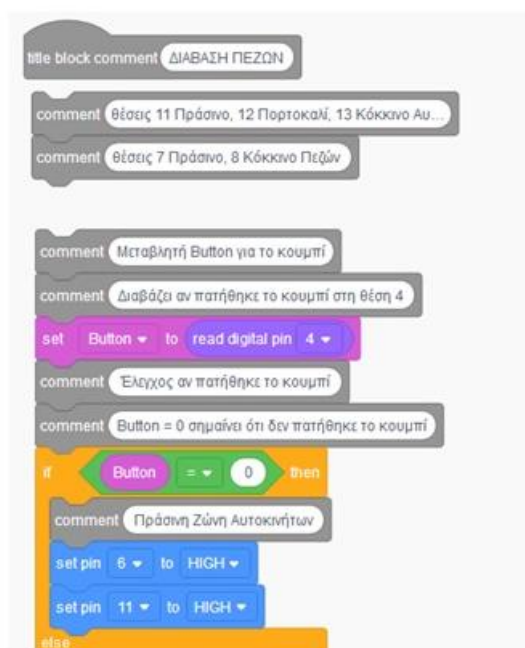 title block comment ΔΙΑΒΑΣΗ ΠΕΖΩΝ
comment θέσεις 11 Πράσινο, 12 Πορτοκαλί, 13 Κόκκινο Αυ...
comment θέσεις 7 Πράσινο, 8 Κόκκινο Πεζών
comment Μεταβλητή Button για το κουμπί
comment Διαβάζει αν πατήθηκε το κουμπί στη θέση 4
set Button to read digital pin 4
comment Έλεγχος αν πατήθηκε το κουμπί
comment Button = 0 σημαίνει ότι δεν πατήθηκε το κουμπί
if Button = 0 then
comment Πράσινη Ζώνη Αυτοκινήτων
set pin 6 to HIGH
set pin 11 to HIGH
else